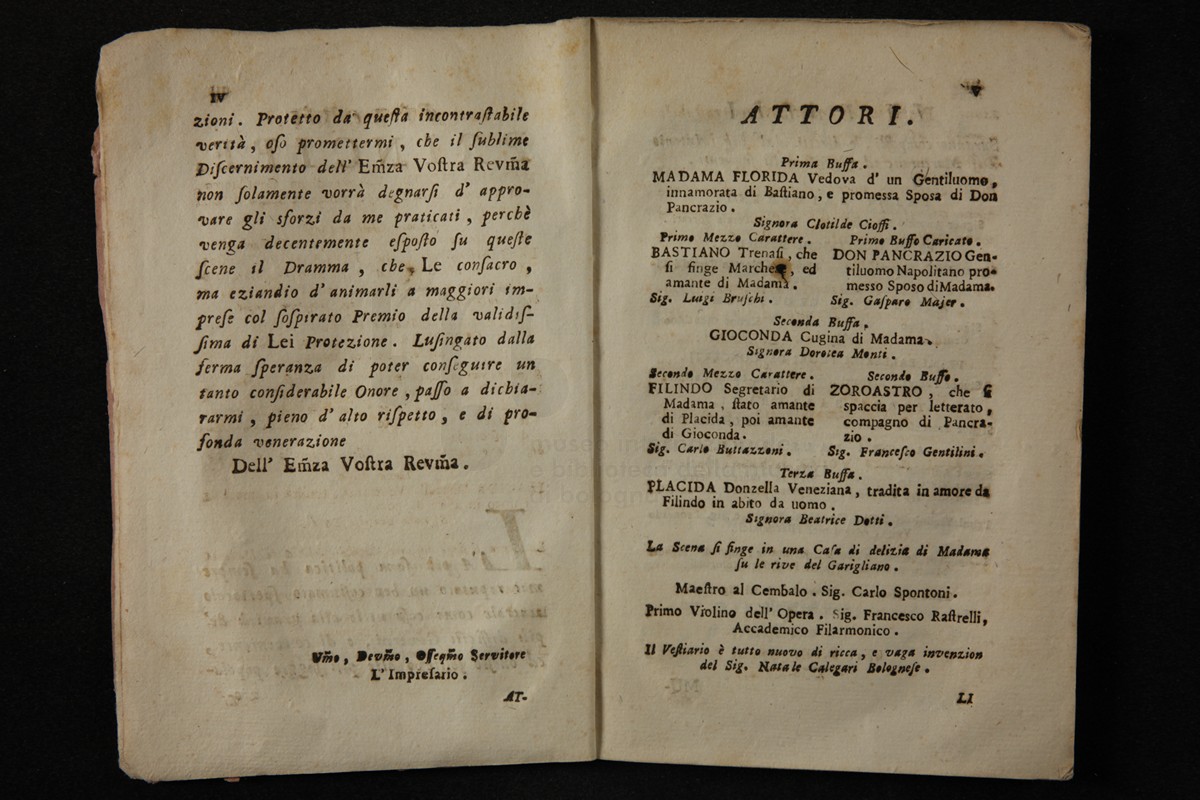 IV
zioni. Protetto da queſta incontraſtabile
verità, oſo promettermi, che il ſublime
Diſcernimento dell' Em̃za Voſtra Revm̃a
non ſolamente vorrà degnarſi d' appro-
vare gli sforzi da me praticati, perchè
venga decentemente eſpoſto ſu queſte
ſcene il Dramma, che Le conſacro,
ma eziandio d' animarli a maggiori im-
preſe col ſoſpirato Premio della validiſ-
ſima di Lei Protezione. Luſingato dalla
ferma ſperanza di poter conſeguire un
tanto conſiderabile Onore, paſſo a dichia-
rarmi, pieno d' alto riſpetto, e di pro-
fonda venerazione
Dell' Em̃za Voſtra Revm̃a.
Um̃o, Devm̃o, Oſeqm̃o Servitore
L' Impreſario.
AT-
V
ATTORI.
Prima Buffa.
MADAMA FLORIDA Vedova d' un Gentiluomo,
innamorata di Baſtiano, e promeſſa Sposa di Don
Pancrazio.
Signora Clotilde Cioffi.
Primo Mezzo Carattere.
BASTIANO Trenaſi, che
ſi finge Marcheſe, ed
amante di Madama.
Sig. Luigi Bruſchi.
Primo Buffo Caricato.
DON PANCRAZIO Gen-
tiluomo Napolitano pro-
meſſo Sposo di Madama.
Sig. Gaſparo Majer.
Seconda Buffa.
GIOCONDA Cugina di Madama.
Signora Dorotea Monti.
Secondo Mezzo Carattere.
FILINDO Segretario di
Madama, ſtato amante
di Placida, poi amante
di Gioconda.
Sig. Carlo Buttazzoni.
Secondo Buffo.
ZOROASTRO, che ſi
spaccia per letterato,
compagno di Pancra-
zio.
Sig. Franceſco Gentilini.
Terza Buffa.
PLACIDA Donzella Veneziana, tradita in amore da
Filindo in abito da uomo.
Signora Beatrice Dotti.
La Scena ſi finge in una Caſa di delizia di Madama
ſu le rive del Garigliano.
Maeſtro al Cembalo. Sig. Carlo Spontoni.
Primo Violino dell' Opera. Sig. Francesco Raſtrelli,
Accademico Filarmonico.
Il Veſtiario è tutto nuovo di ricca, e vaga invenzion
del Sig. Natale Calegari Bologneſe.
LI